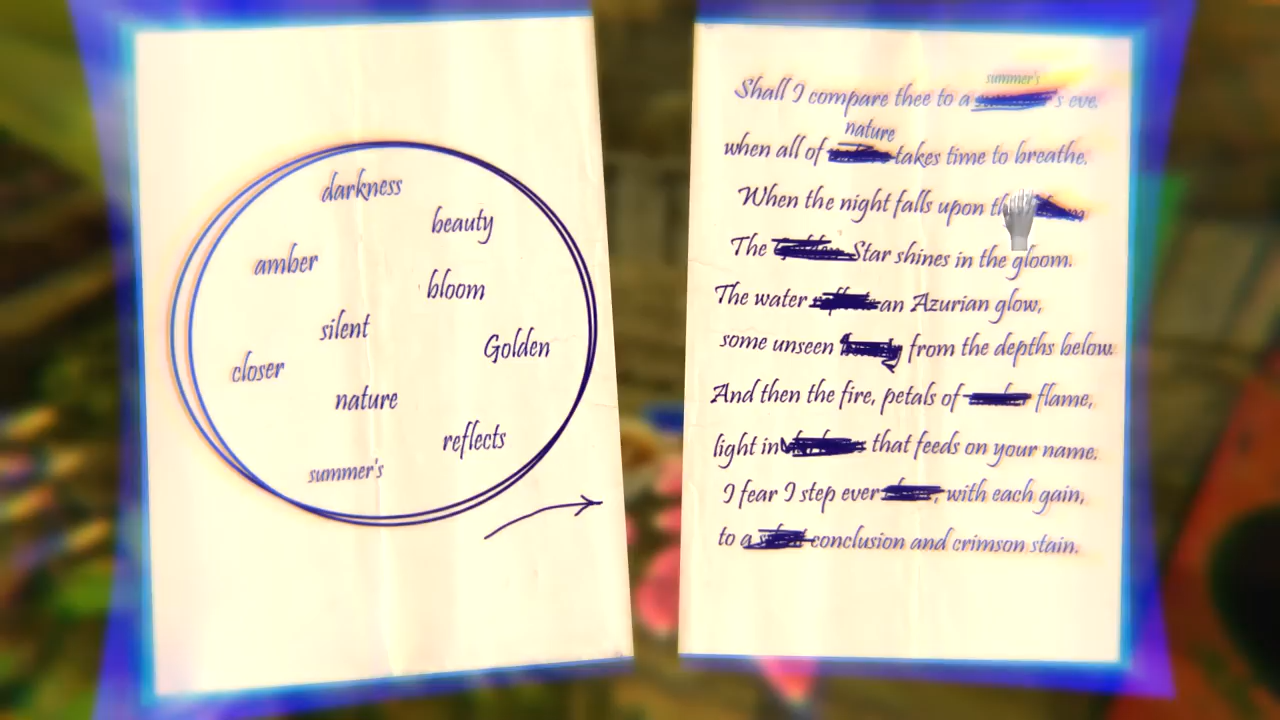 darkness
beauty
amber
bloom
silent
Golden
closer
nature
reflects
summer's
summer's
Shall I compare thee to a 's eve
nature
when all of takes time to breathe.
When the night falls upon
The Star shines in the gloom.
The water an Azurian glow,
some unseen from the depths below.
And then the fire, petals of flame,
light in that feeds on your name.
I fear I step ever , with each gain,
to a conclusion and crimson stain.